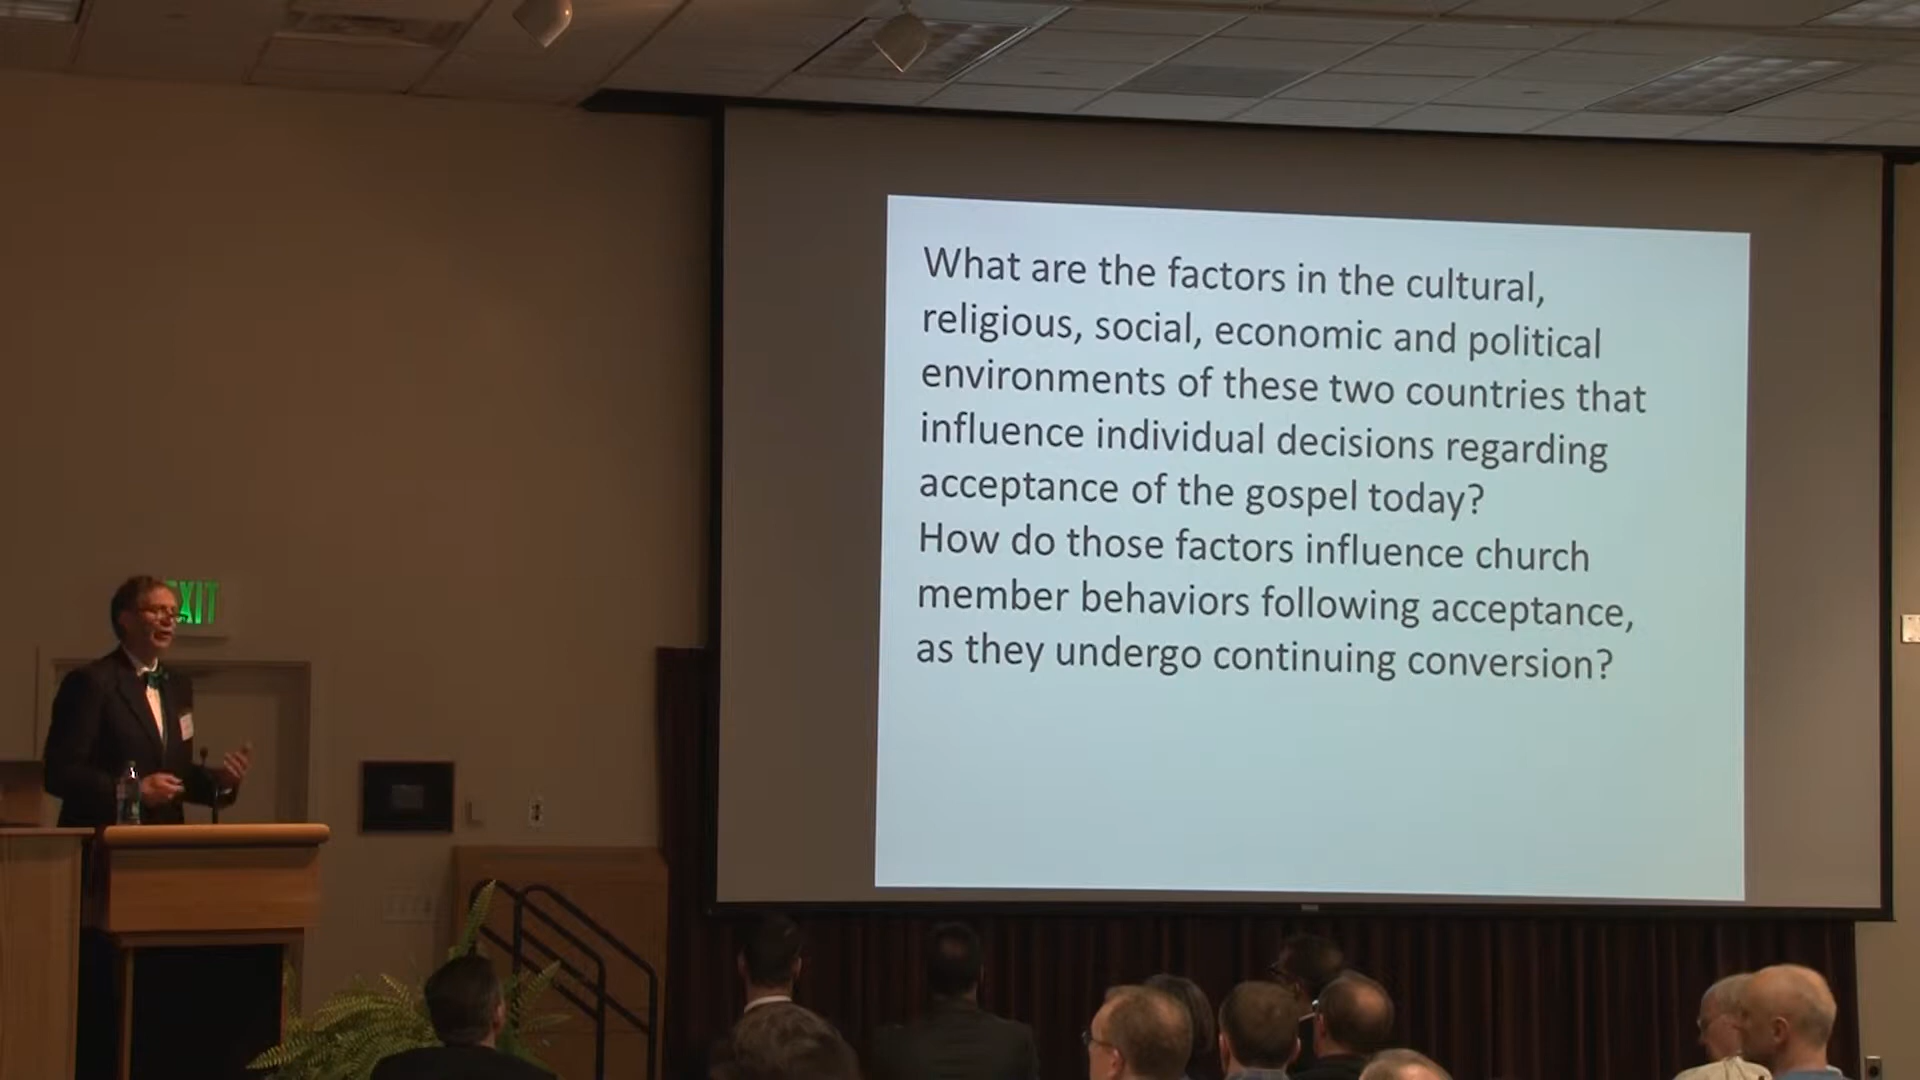 What are the factors in the cultural,
religious, social, economic and political
environments of these two countries that
influence individual decisions regarding
acceptance of the gospel today?
How do those factors influence church
member behaviors following acceptance,
as they undergo continuing conversion?
EXIT